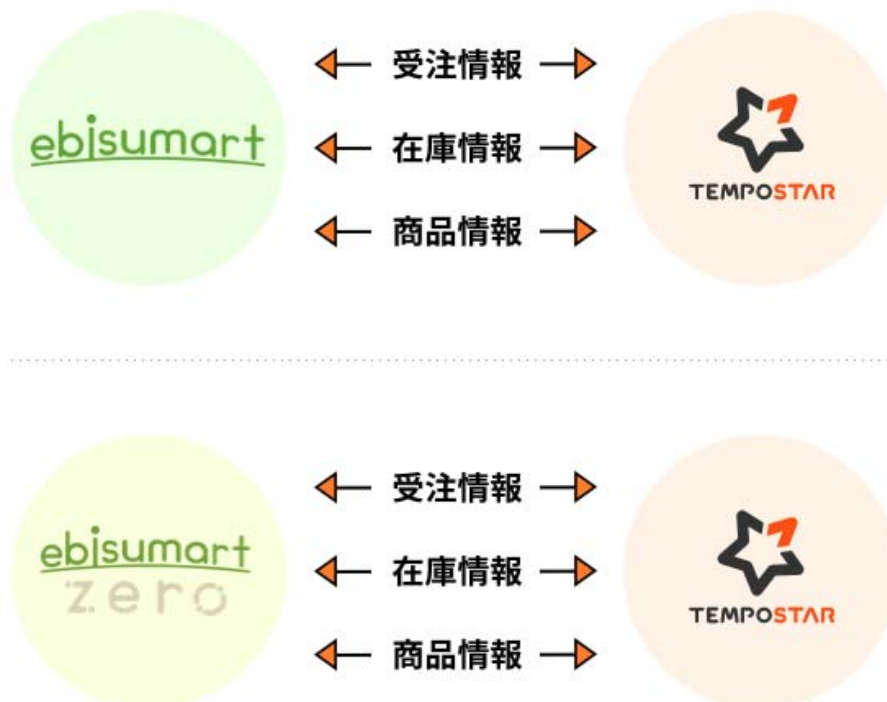 受注情報
ebisumart
在庫情報
TEMPOSTAR
商品情報
受注情報
ebisumart
zero
在庫情報
TEMPOSTAR
商品情報